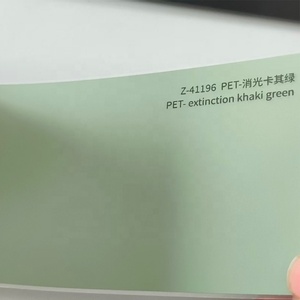 Z-41196 PET-消光卡其绿
PET- extinction khaki green